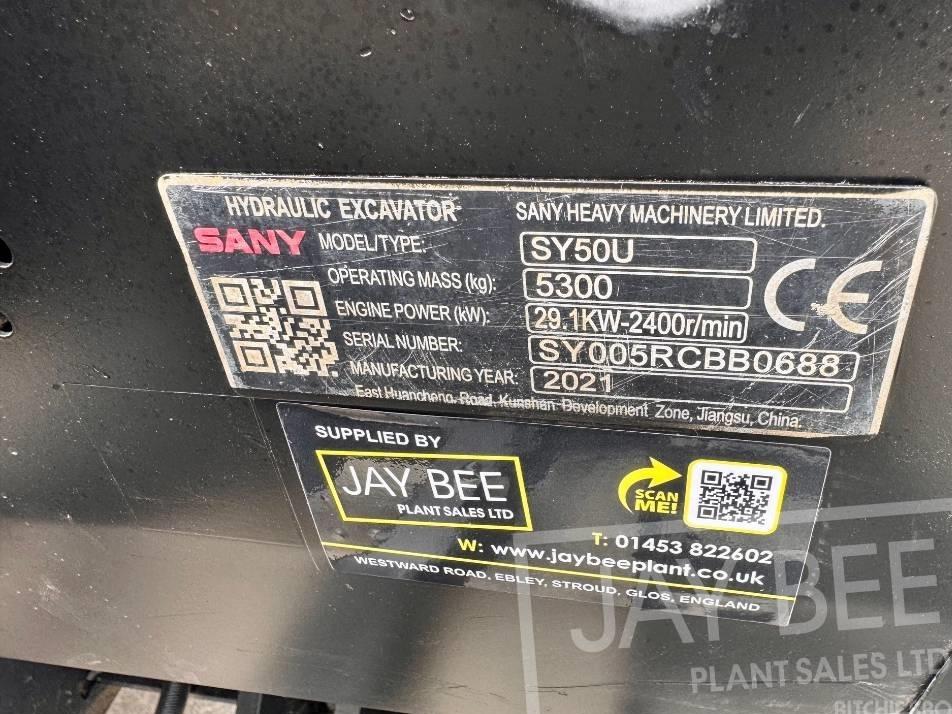 HYDRAULIC EXCAVATOR SANY HEAVY MACHINERY LIMITED.
SANY MODEL/TYPE: SY50U
OPERATING MASS (kg): 5300
ENGINE POWER (kW): 29.1KW-2400r/min
SERIAL NUMBER: SY005RCBB0688
MANUFACTURING YEAR: 2021
East Huancheng, Road, Kunshan Development Zone, Jiangsu, China.
CE
SUPPLIED BY
JAY BEE
PLANT SALES LTD
SCAN
ME!
T: 01453 822602
W: www.jaybeeplant.co.uk
WESTWARD ROAD, EBLEY, STROUD, GLOS, ENGLAND
JAY BEE
PLANT SALES LTD